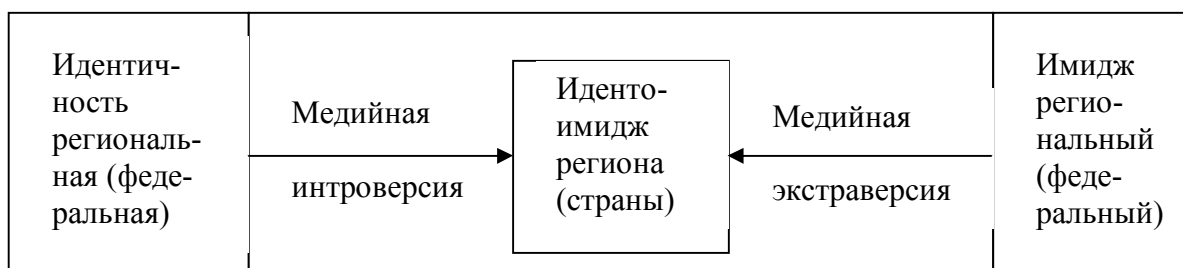 Идентич-
ность
региональ-
ная (феде-
ральная)
Медийная
интроверсия
Иденто-
имидж
региона
(страны)
Медийная
экстраверсия
Имидж
регио-
нальный
(феде-
ральный)